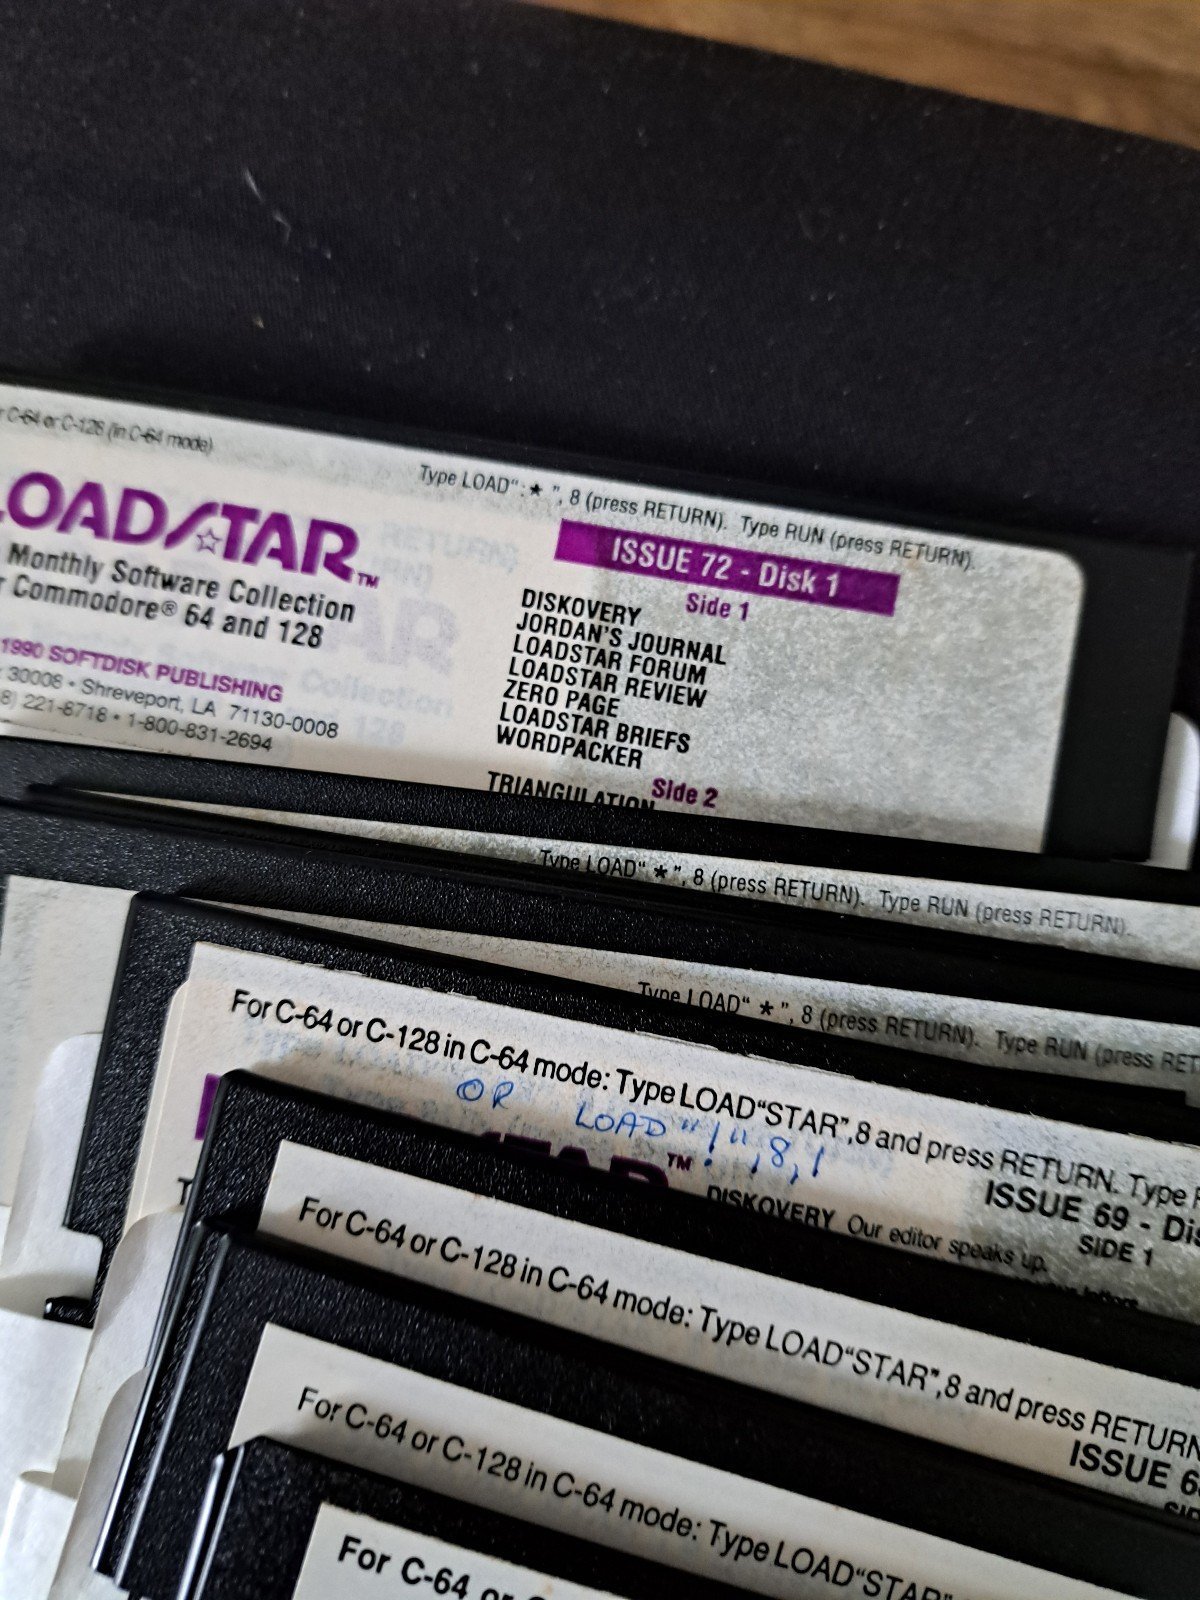 C-64 or C-128 (in C-64 mode)
Type LOAD":★ ", 8 (press RETURN). Type RUN (press RETURN).
LOADSTAR™
Monthly Software Collection
Commodore® 64 and 128
1990 SOFTDISK PUBLISHING
30008 • Shreveport, LA 71130-0008
8) 221-8718 • 1-800-831-2694
ISSUE 72 - Disk 1
Side 1
DISKOVERY
JORDAN'S JOURNAL
LOADSTAR FORUM
LOADSTAR REVIEW
ZERO PAGE
LOADSTAR BRIEFS
WORDPACKER
Side 2
TRIANGULATION
Type LOAD" ★ ", 8 (press RETURN). Type RUN (press RETURN).
Type LOAD" ★ ", 8 (press RETURN). Type RUN (press RET
For C-64 or C-128 in C-64 mode: Type LOAD"STAR",8 and press RETURN. Type
OR LOAD "!",8,1
TM
ISSUE 69 - Dis
SIDE 1
DISKOVERY Our editor speaks up.
For C-64 or C-128 in C-64 mode: Type LOAD"STAR",8 and press RETURN
ISSUE 6
For C-64 or C-128 in C-64 mode: Type LOAD"STAR"
For C-64 or